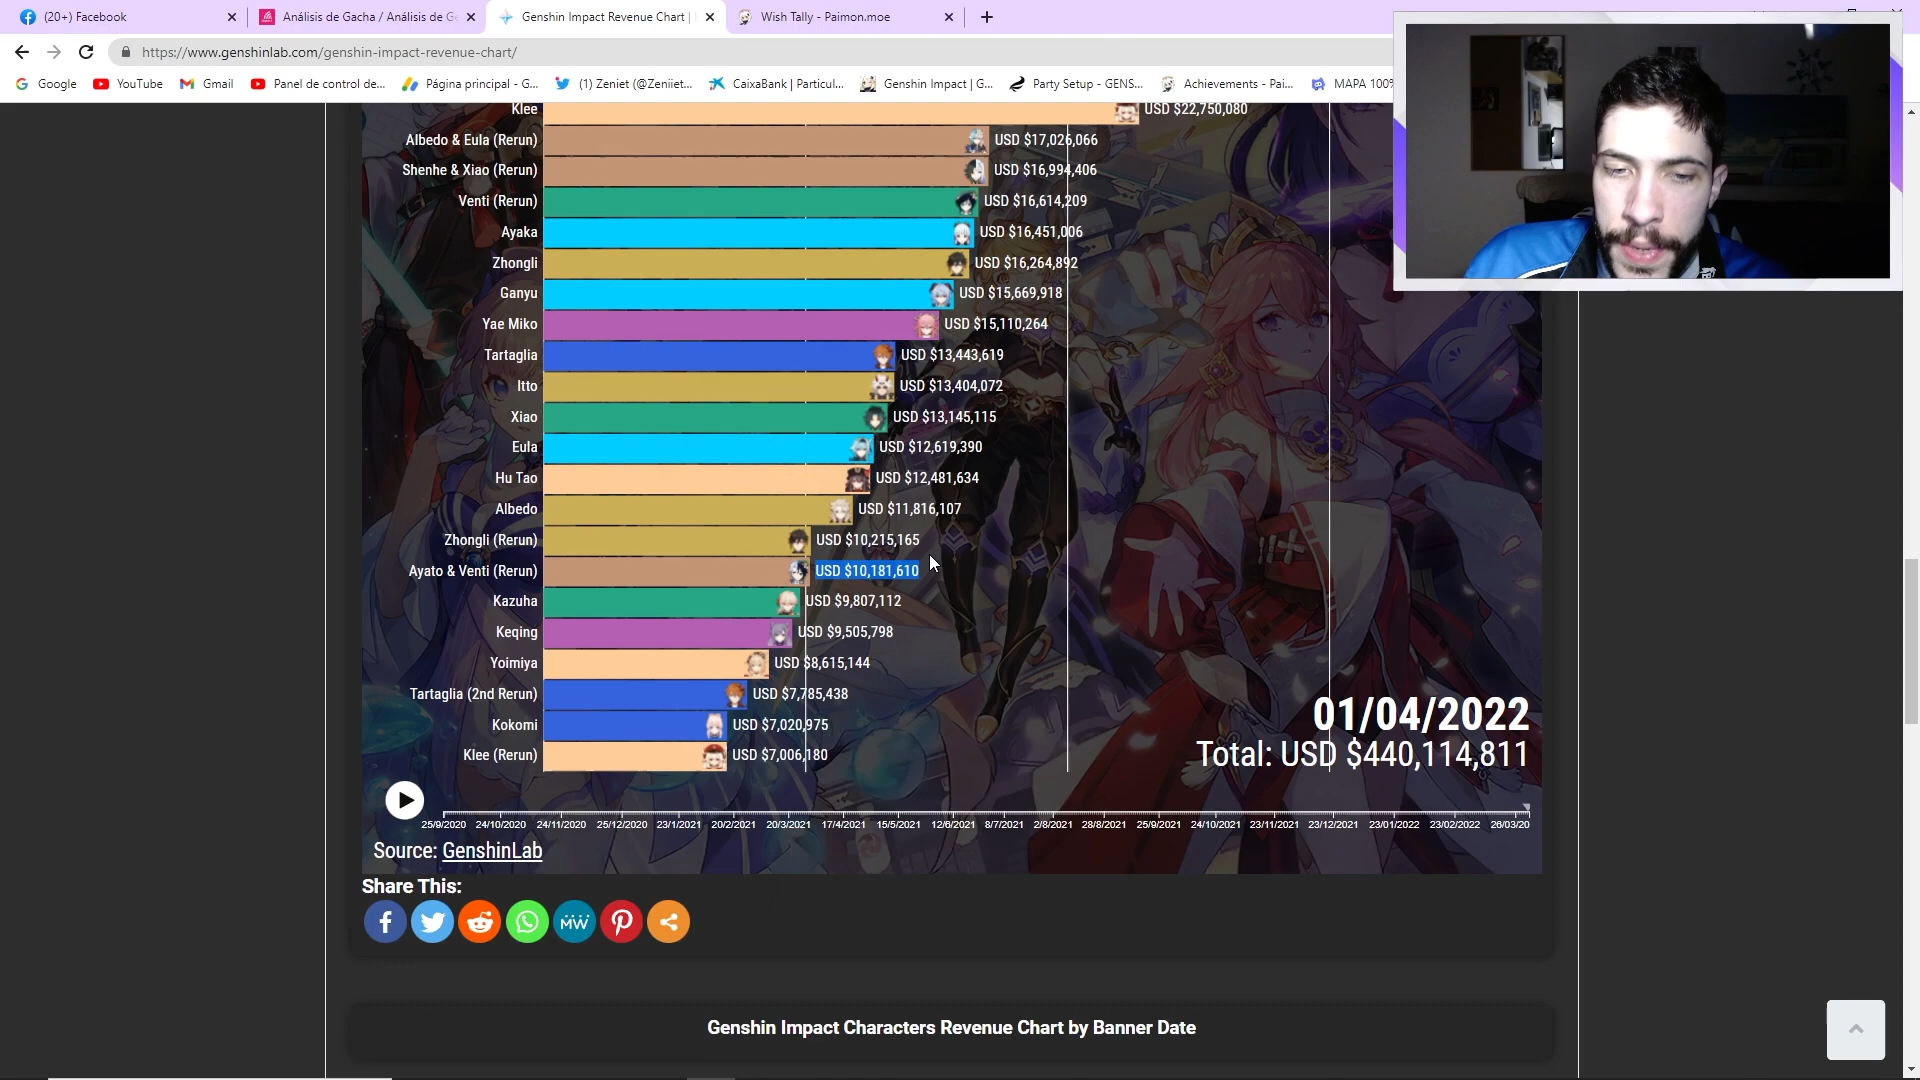 (20+) Facebook
Análisis de Gacha / Análisis de Ge
Genshin Impact Revenue Chart |
Wish Tally - Paimon.moe
https://www.genshinlab.com/genshin-impact-revenue-chart/
Google
YouTube
Gmail
Panel de control de...
Página principal - G...
(1) Zeniet (@Zeniiet...
CaixaBank | Particul...
Genshin Impact | G...
Party Setup - GENS...
Achievements - Pai...
MAPA 100%
Klee USD $22,750,080
Albedo & Eula (Rerun) USD $17,026,066
Shenhe & Xiao (Rerun) USD $16,994,406
Venti (Rerun) USD $16,614,209
Ayaka USD $16,451,006
Zhongli USD $16,264,892
Ganyu USD $15,669,918
Yae Miko USD $15,110,264
Tartaglia USD $13,443,619
Itto USD $13,404,072
Xiao USD $13,145,115
Eula USD $12,619,390
Hu Tao USD $12,481,634
Albedo USD $11,816,107
Zhongli (Rerun) USD $10,215,165
Ayato & Venti (Rerun) USD $10,181,610
Kazuha USD $9,807,112
Keqing USD $9,505,798
Yoimiya USD $8,615,144
Tartaglia (2nd Rerun) USD $7,785,438
Kokomi USD $7,020,975
Klee (Rerun) USD $7,006,180
01/04/2022
Total: USD $440,114,811
25/9/2020 24/10/2020 24/11/2020 25/12/2020 23/1/2021 20/2/2021 20/3/2021 17/4/2021 15/5/2021 12/6/2021 8/7/2021 2/8/2021 28/8/2021 25/9/2021 24/10/2021 23/11/2021 23/12/2021 23/01/2022 23/02/2022 26/03/20
Source: GenshinLab
Share This:
MW
Genshin Impact Characters Revenue Chart by Banner Date